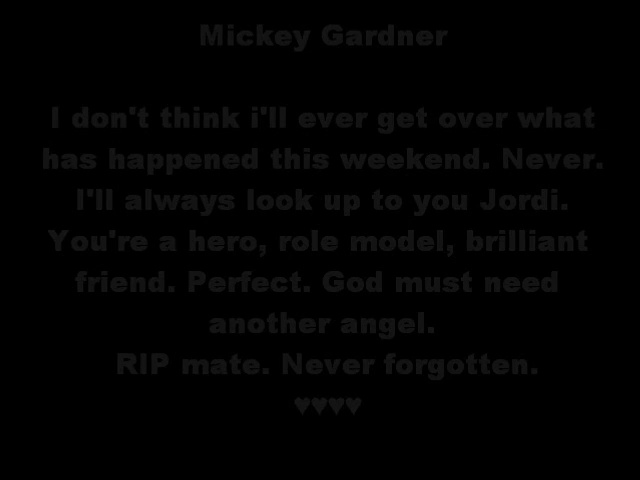 Mickey Gardner
I don't think i'll ever get over what
has happened this weekend. Never.
I'll always look up to you Jordi.
You're a hero, role model, brilliant
friend. Perfect. God must need
another angel.
RIP mate. Never forgotten.
♥♥♥♥